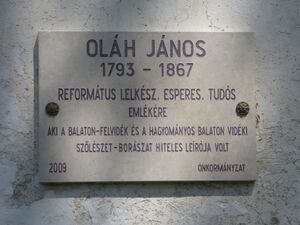 OLÁH JÁNOS
1793 - 1867
REFORMÁTUS LELKÉSZ, ESPERES, TUDÓS
EMLÉKÉRE
AKI A BALATON-FELVIDÉK ÉS A HAGYOMÁNYOS BALATON VIDÉKI
SZŐLÉSZET-BORÁSZAT HITELES LEÍRÓJA VOLT
2009 ÖNKORMÁNYZAT